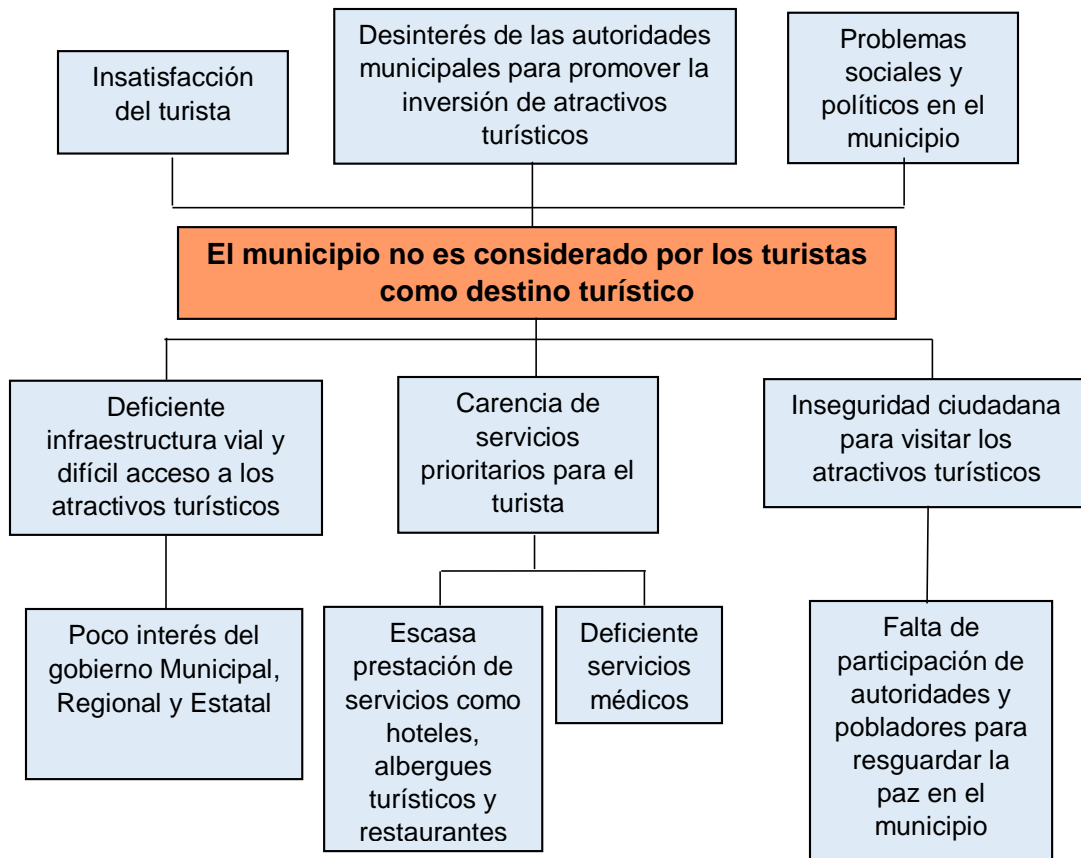 Insatisfacción
del turista
Desinterés de las autoridades
municipales para promover la
inversión de atractivos
turísticos
Problemas
sociales y
políticos en el
municipio
El municipio no es considerado por los turistas
como destino turístico
Deficiente
infraestructura vial y
difícil acceso a los
atractivos turísticos
Carencia de
servicios
prioritarios para el
turista
Inseguridad ciudadana
para visitar los
atractivos turísticos
Poco interés del
gobierno Municipal,
Regional y Estatal
Escasa
prestación de
servicios como
hoteles,
albergues
turísticos y
restaurantes
Deficiente
servicios
médicos
Falta de
participación de
autoridades y
pobladores para
resguardar la
paz en el
municipio